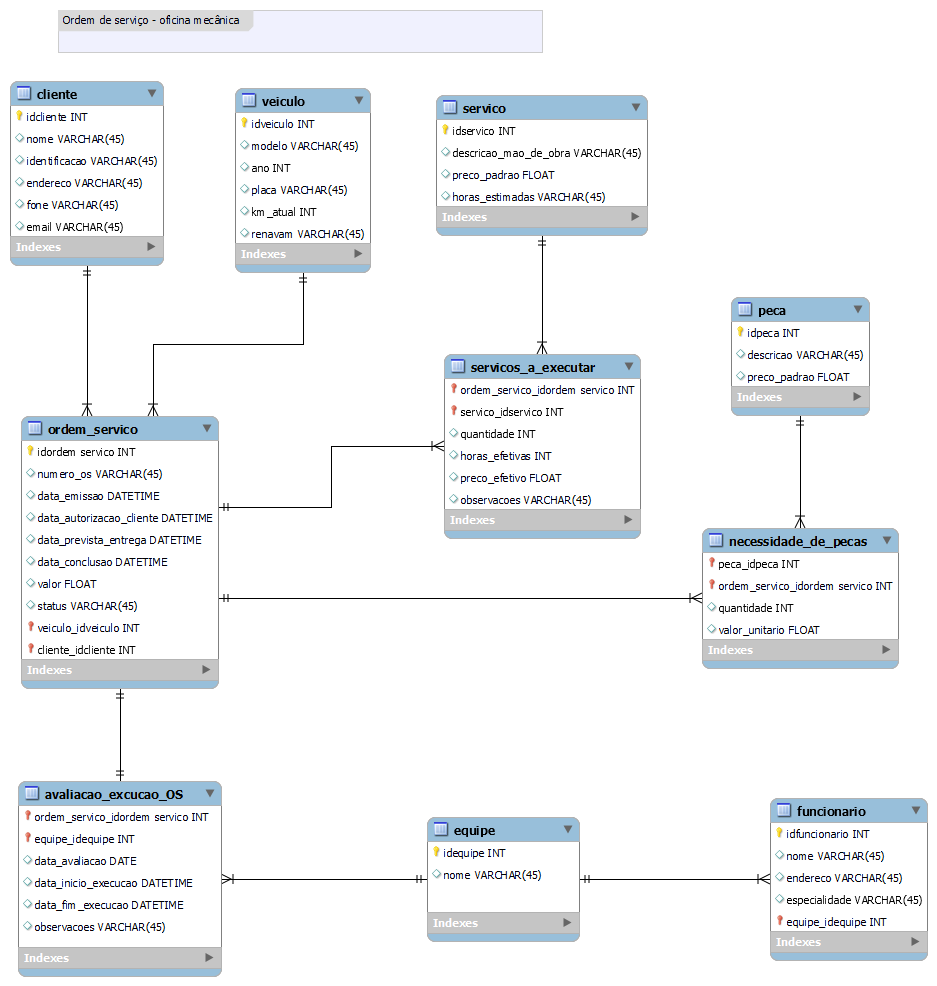 Ordem de serviço - oficina mecânica
cliente
idcliente INT
nome VARCHAR(45)
identificacao VARCHAR(45)
endereco VARCHAR(45)
fone VARCHAR(45)
email VARCHAR(45)
Indexes
veiculo
idveiculo INT
modelo VARCHAR(45)
ano INT
placa VARCHAR(45)
km_atual INT
renavam VARCHAR(45)
Indexes
servico
idservico INT
descricao_mao_de_obra VARCHAR(45)
preco_padrao FLOAT
horas_estimadas VARCHAR(45)
Indexes
peca
idpeca INT
descricao VARCHAR(45)
preco_padrao FLOAT
Indexes
servicos_a_executar
ordem_servico_idordem servico INT
servico_idservico INT
quantidade INT
horas_efetivas INT
preco_efetivo FLOAT
observacoes VARCHAR(45)
Indexes
ordem_servico
idordem servico INT
numero_os VARCHAR(45)
data_emissao DATETIME
data_autorizacao_cliente DATETIME
data_prevista_entrega DATETIME
data_conclusao DATETIME
valor FLOAT
status VARCHAR(45)
veiculo_idveiculo INT
cliente_idcliente INT
Indexes
necessidade_de_pecas
peca_idpeca INT
ordem_servico_idordem servico INT
quantidade INT
valor_unitario FLOAT
Indexes
avaliacao_excucao_OS
ordem_servico_idordem servico INT
equipe_idequipe INT
data_avaliacao DATE
data_inicio_execucao DATETIME
data_fim_execucao DATETIME
observacoes VARCHAR(45)
Indexes
equipe
idequipe INT
nome VARCHAR(45)
Indexes
funcionario
idfuncionario INT
nome VARCHAR(45)
endereco VARCHAR(45)
especialidade VARCHAR(45)
equipe_idequipe INT
Indexes